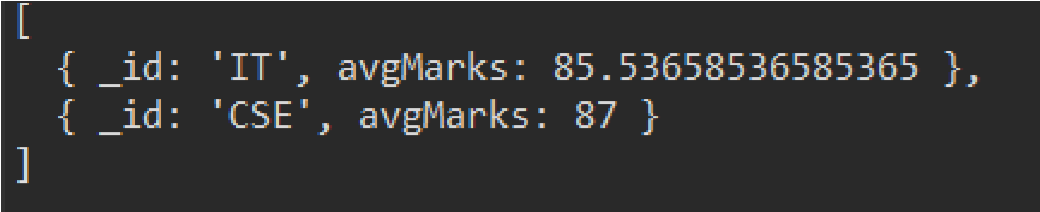 [
{ _id: 'IT', avgMarks: 85.53658536585365 },
{ _id: 'CSE', avgMarks: 87 }
]